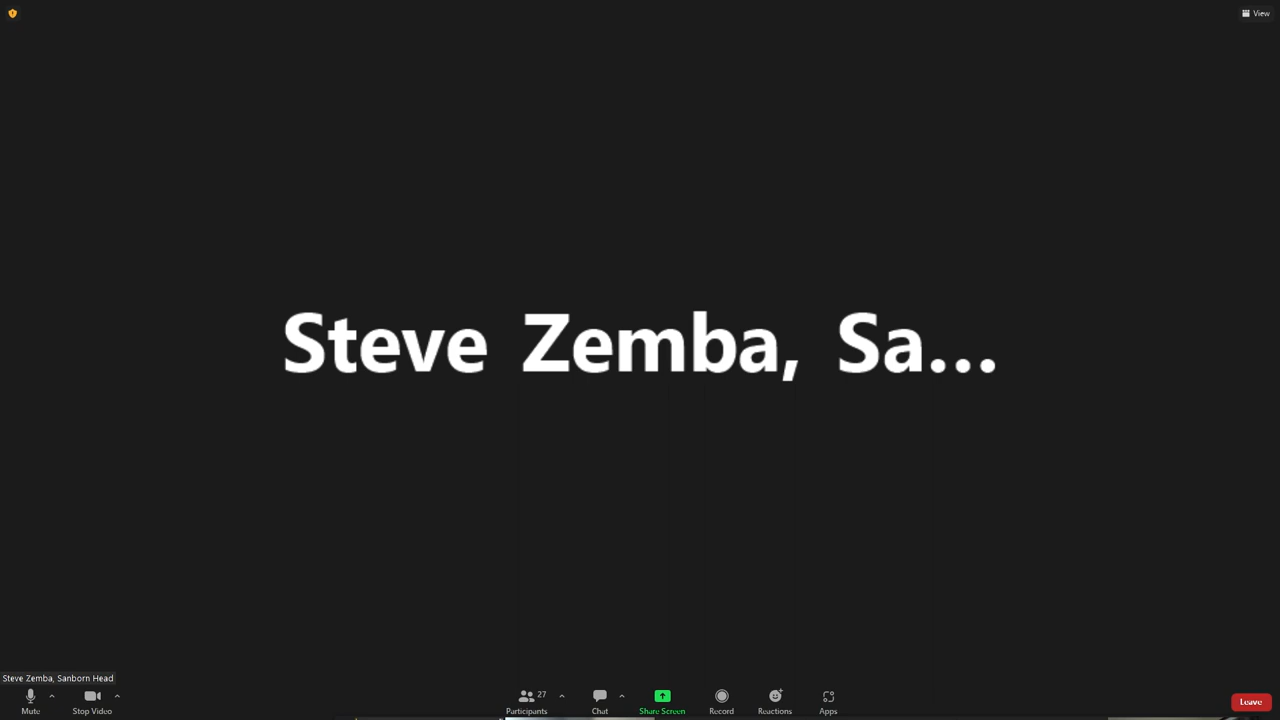 View
Steve Zemba, Sa...
Steve Zemba, Sanborn Head
Mute
Stop Video
27
Participants
Chat
Share Screen
Record
Reactions
Apps
Leave